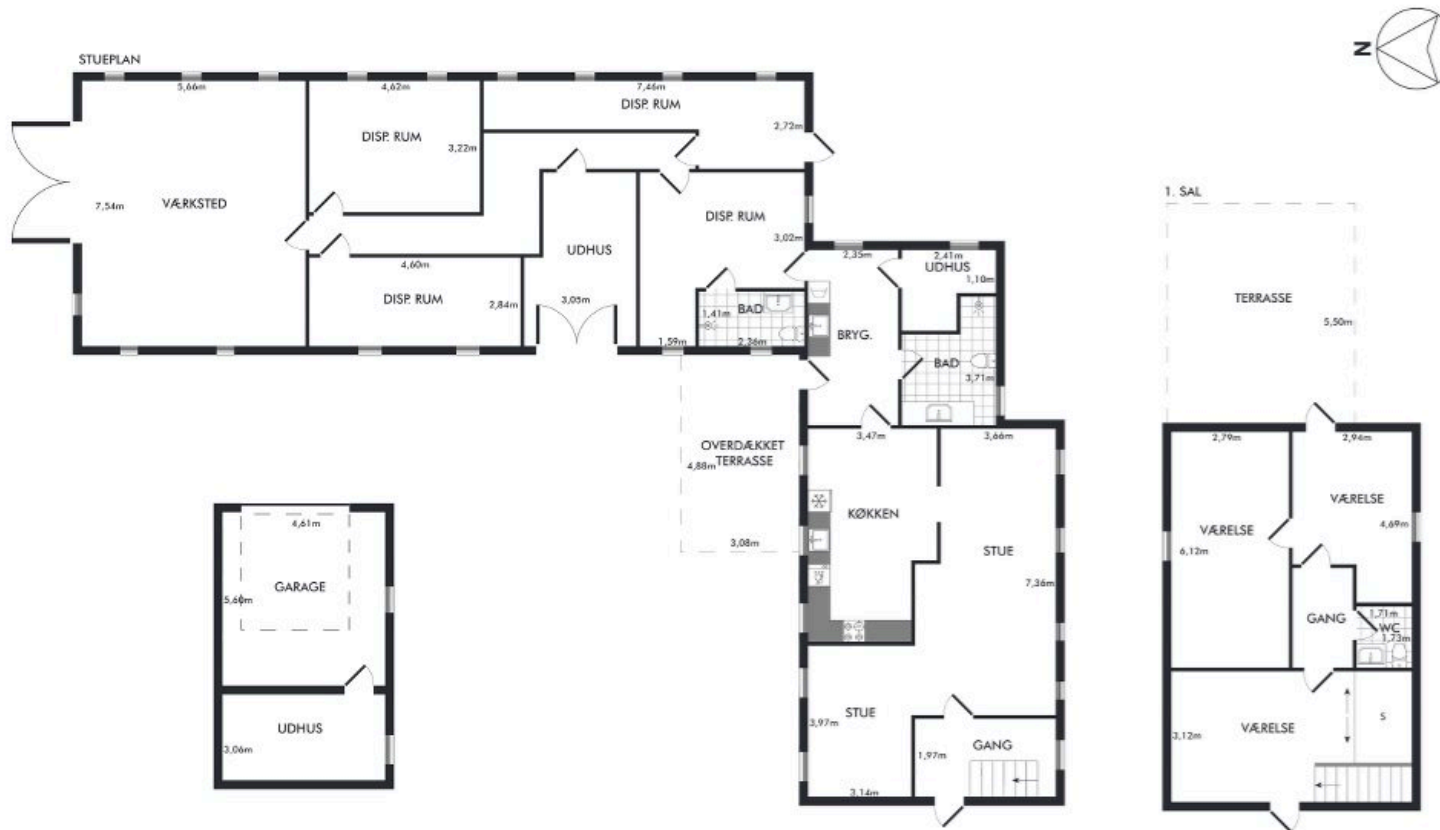 N
STUEPLAN
5,66m
4,62m
7,46m
DISP. RUM
2,72m
DISP. RUM
3,22m
7,54m
VÆRKSTED
DISP. RUM
3,02m
UDHUS
4,60m
DISP. RUM
2,84m
3,05m
1,41m
BAD
1,59m
2,36m
2,35m
2,41m
UDHUS
1,10m
BRYG.
BAD
3,71m
OVERDÆKKET
TERRASSE
4,88m
3,08m
3,47m
3,66m
KØKKEN
STUE
7,36m
STUE
3,97m
3,14m
GANG
1,97m
4,61m
GARAGE
5,60m
UDHUS
3,06m
1. SAL
TERRASSE
5,50m
2,79m
2,94m
VÆRELSE
4,69m
VÆRELSE
6,12m
GANG
1,71m
WC
1,73m
VÆRELSE
3,12m
S